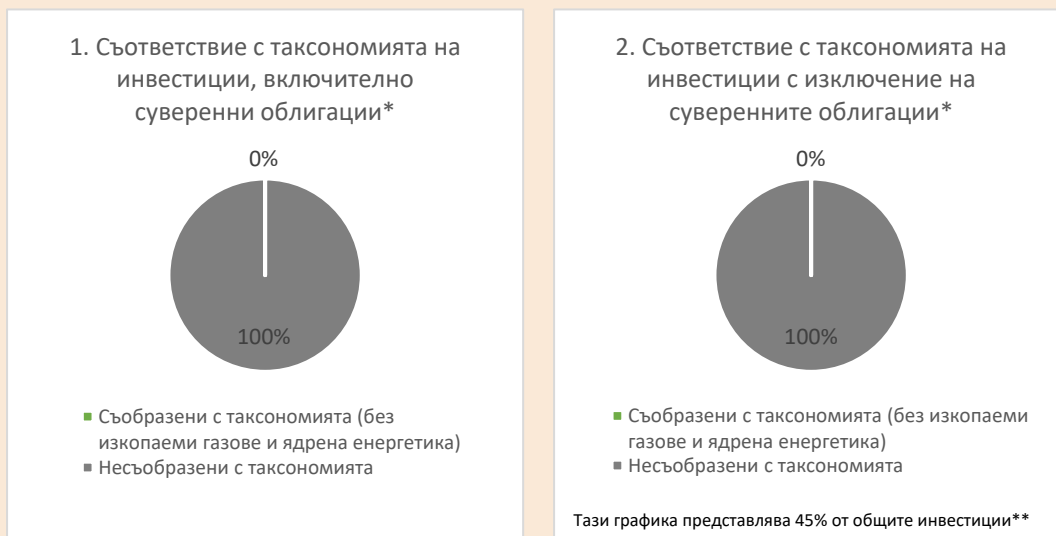 1. Съответствие с таксономията на
инвестиции, включително
суверенни облигации*
0%
100%
Съобразени с таксономията (без
изкопаеми газове и ядрена енергетика)
Несъобразени с таксономията
2. Съответствие с таксономията на
инвестиции с изключение на
суверенните облигации*
0%
100%
Съобразени с таксономията (без изкопаеми
газове и ядрена енергетика)
Несъобразени с таксономията
Тази графика представлява 45% от общите инвестиции**